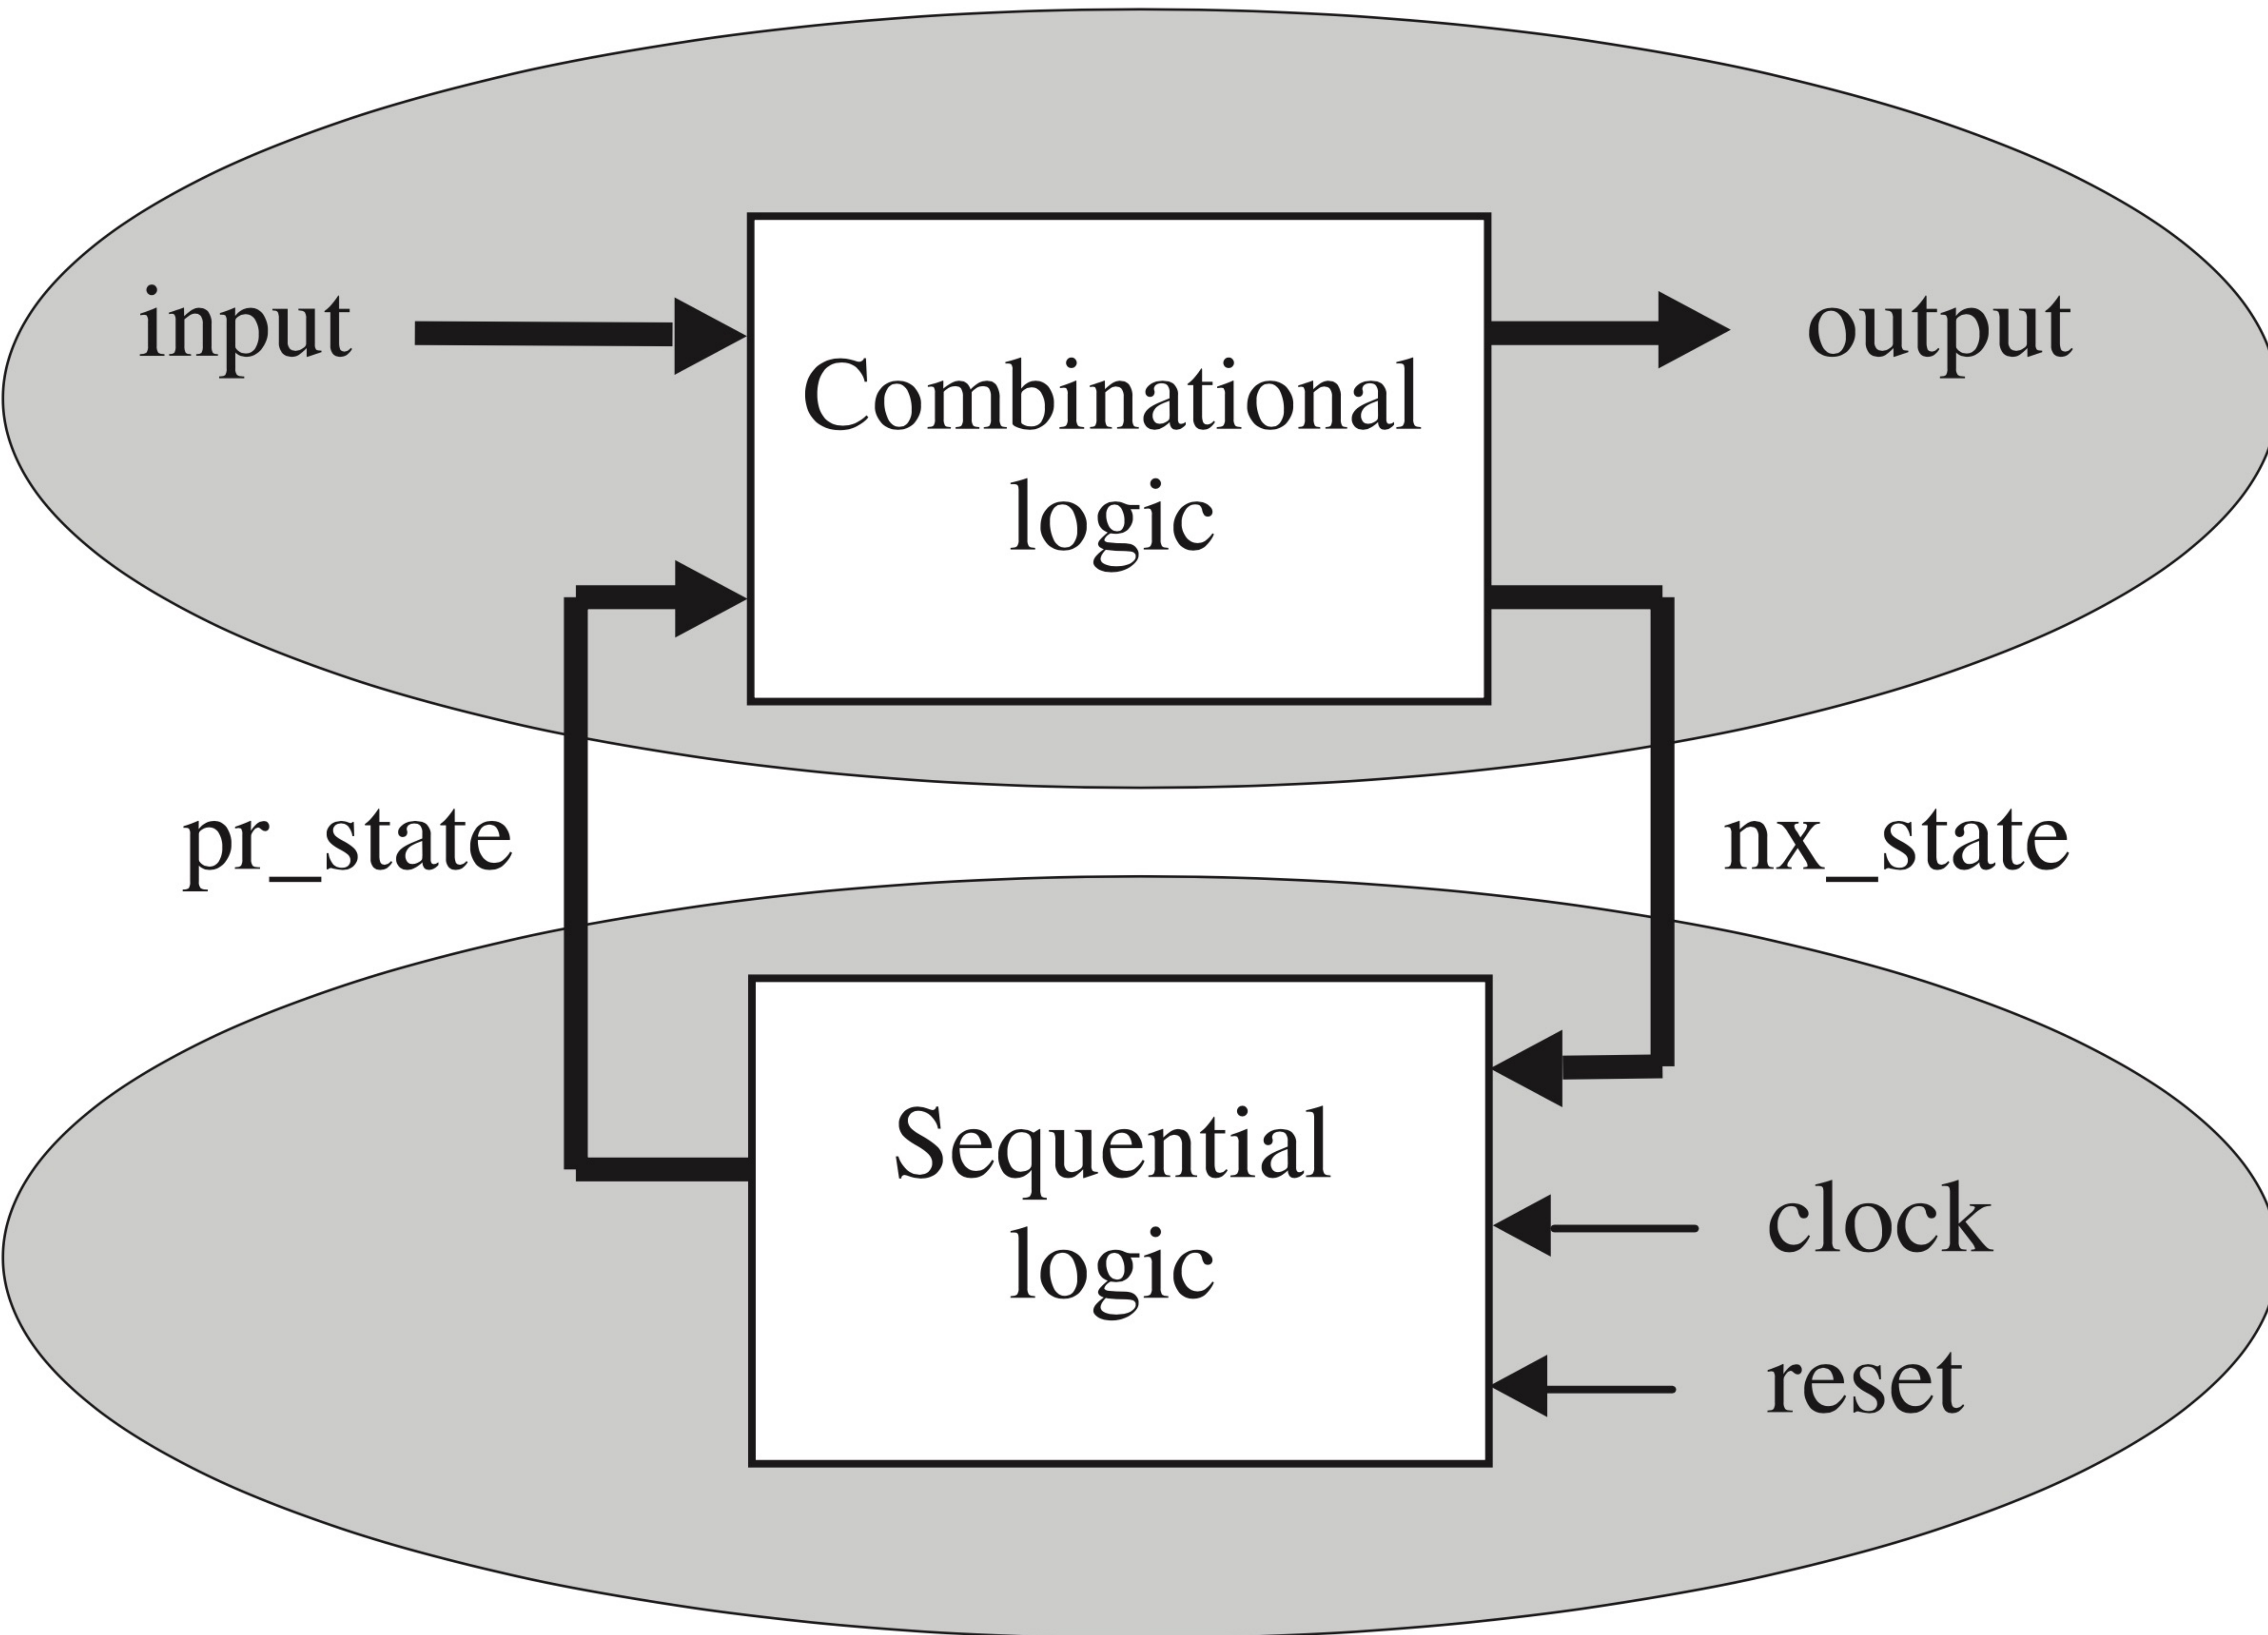 input
output
Combinational
logic
pr_state
nx_state
Sequential
logic
clock
reset